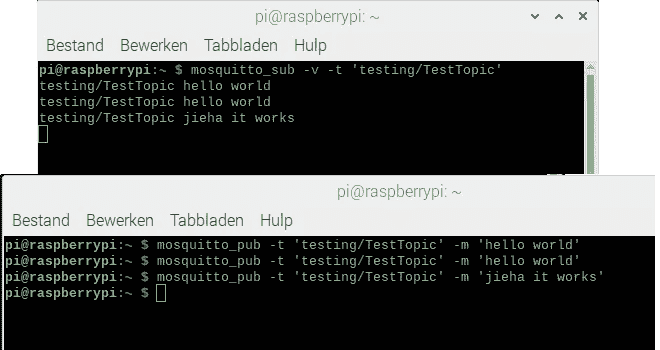 pi@raspberrypi: ~
Bestand Bewerken Tabbladen Hulp
pi@raspberrypi:~ $ mosquitto_sub -v -t 'testing/TestTopic'
testing/TestTopic hello world
testing/TestTopic hello world
testing/TestTopic jieha it works
pi@raspberrypi: ~
Bestand Bewerken Tabbladen Hulp
pi@raspberrypi:~ $ mosquitto_pub -t 'testing/TestTopic' -m 'hello world'
pi@raspberrypi:~ $ mosquitto_pub -t 'testing/TestTopic' -m 'hello world'
pi@raspberrypi:~ $ mosquitto_pub -t 'testing/TestTopic' -m 'jieha it works'
pi@raspberrypi:~ $